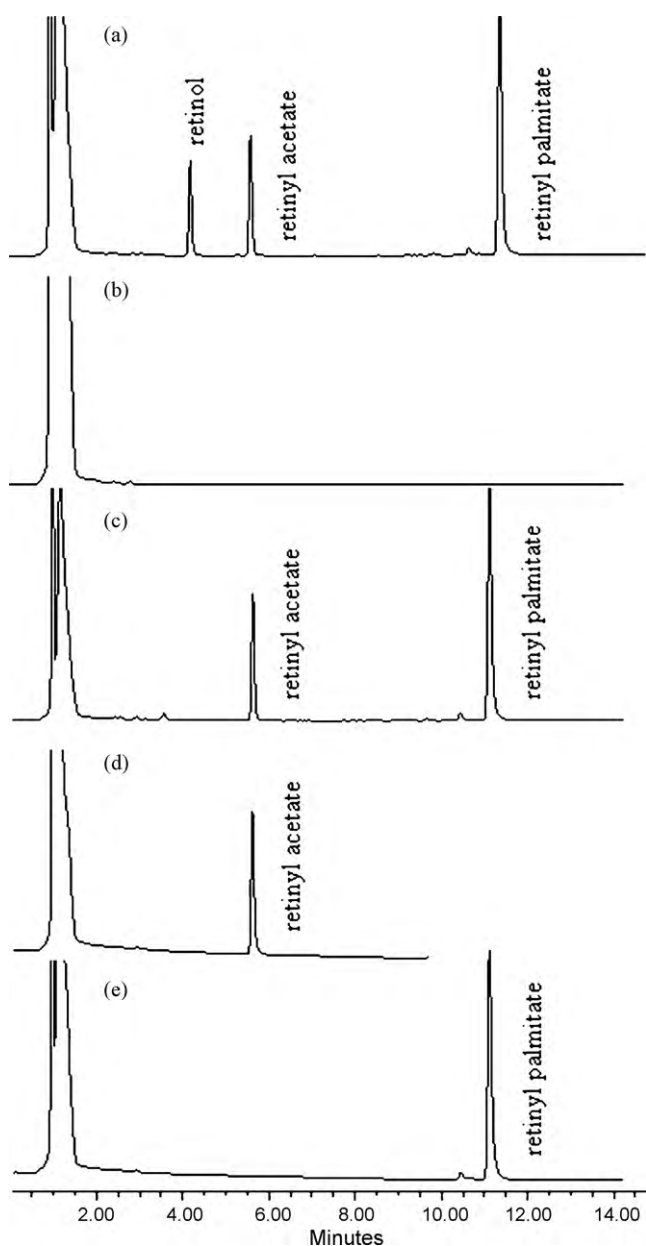 (a)
retinol
retinyl acetate
retinyl palmitate
(b)
(c)
retinyl acetate
retinyl palmitate
(d)
retinyl acetate
(e)
retinyl palmitate
2.00 4.00 6.00 8.00 10.00 12.00 14.00
Minutes